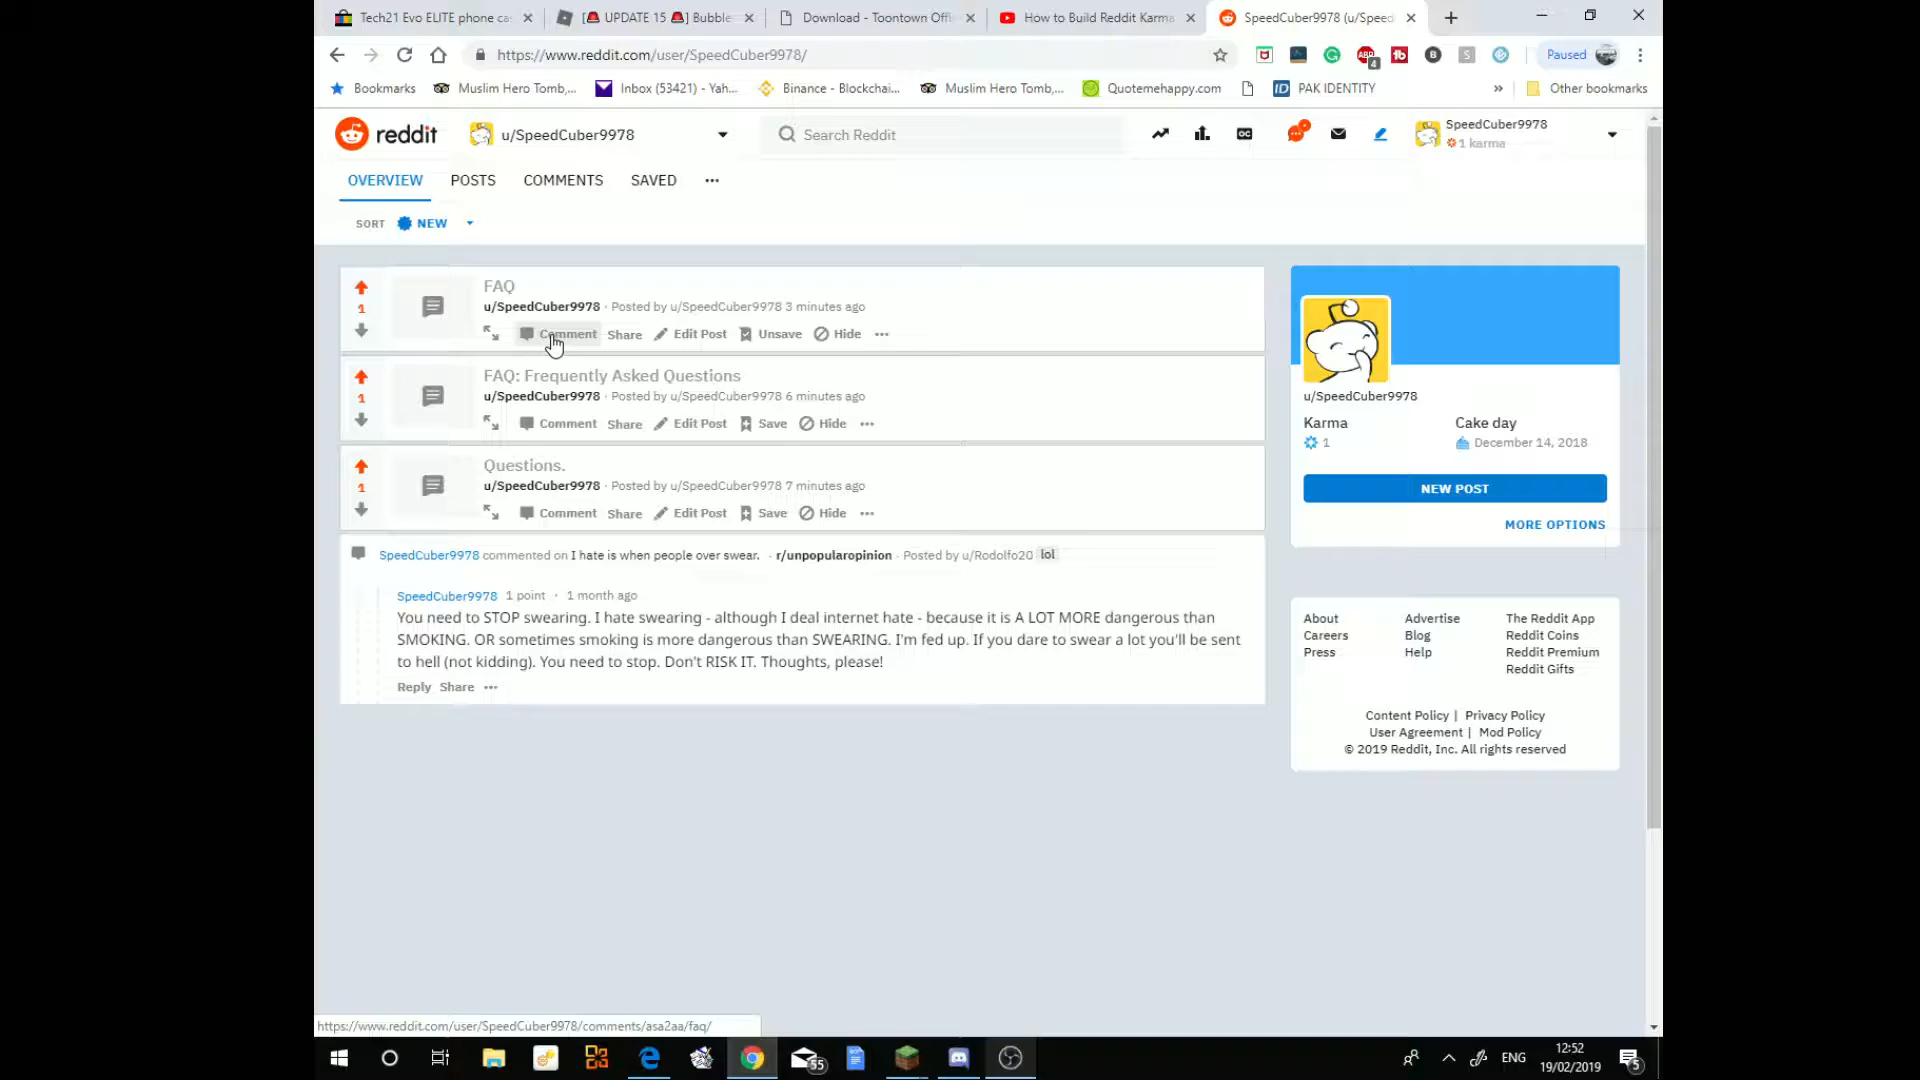 Tech21 Evo ELITE phone ca
[🚨 UPDATE 15 🚨] Bubble
Download - Toontown Offl
How to Build Reddit Karma
SpeedCuber9978 (u/Speed
https://www.reddit.com/user/SpeedCuber9978/
4
Paused
Bookmarks
Muslim Hero Tomb,...
Inbox (53421) - Yah...
Binance - Blockchai...
Muslim Hero Tomb,...
Quotemehappy.com
ID PAK IDENTITY
»
Other bookmarks
reddit
u/SpeedCuber9978
Search Reddit
OC
SpeedCuber9978
1 karma
OVERVIEW POSTS COMMENTS SAVED
SORT NEW
FAQ
1
u/SpeedCuber9978 · Posted by u/SpeedCuber9978 3 minutes ago
Comment Share Edit Post Unsave Hide
FAQ: Frequently Asked Questions
1
u/SpeedCuber9978 · Posted by u/SpeedCuber9978 6 minutes ago
Comment Share Edit Post Save Hide
Questions.
1
u/SpeedCuber9978 · Posted by u/SpeedCuber9978 7 minutes ago
Comment Share Edit Post Save Hide
SpeedCuber9978 commented on I hate is when people over swear. · r/unpopularopinion · Posted by u/Rodolfo20 lol
SpeedCuber9978 1 point · 1 month ago
You need to STOP swearing. I hate swearing - although I deal internet hate - because it is A LOT MORE dangerous than
SMOKING. OR sometimes smoking is more dangerous than SWEARING. I'm fed up. If you dare to swear a lot you'll be sent
to hell (not kidding). You need to stop. Don't RISK IT. Thoughts, please!
Reply Share
u/SpeedCuber9978
Karma Cake day
1 December 14, 2018
NEW POST
MORE OPTIONS
About Advertise The Reddit App
Careers Blog Reddit Coins
Press Help Reddit Premium
Reddit Gifts
Content Policy | Privacy Policy
User Agreement | Mod Policy
© 2019 Reddit, Inc. All rights reserved
https://www.reddit.com/user/SpeedCuber9978/comments/asa2aa/faq/
55
ENG
12:52
19/02/2019
5